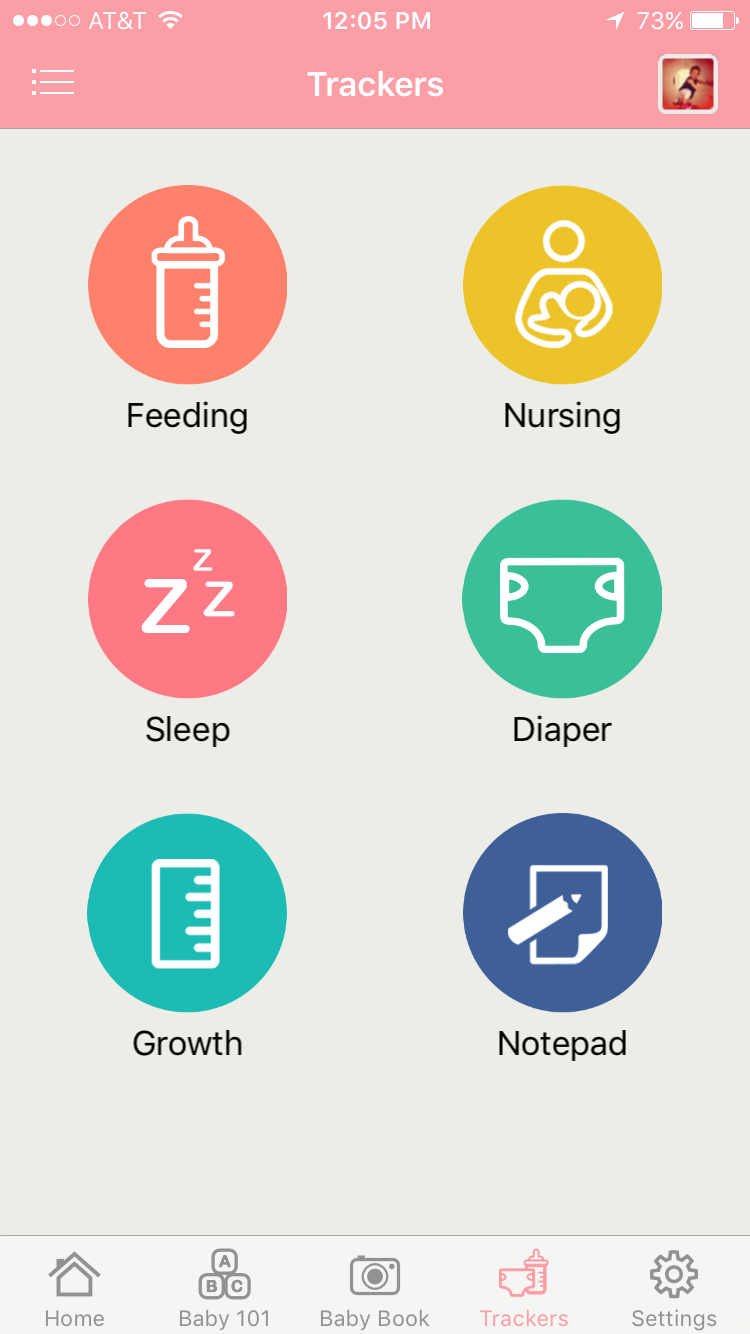 AT&T 12:05 PM 73%
Trackers
Feeding Nursing
z
z z
Sleep Diaper
Growth Notepad
A
B C
Home Baby 101 Baby Book Trackers Settings